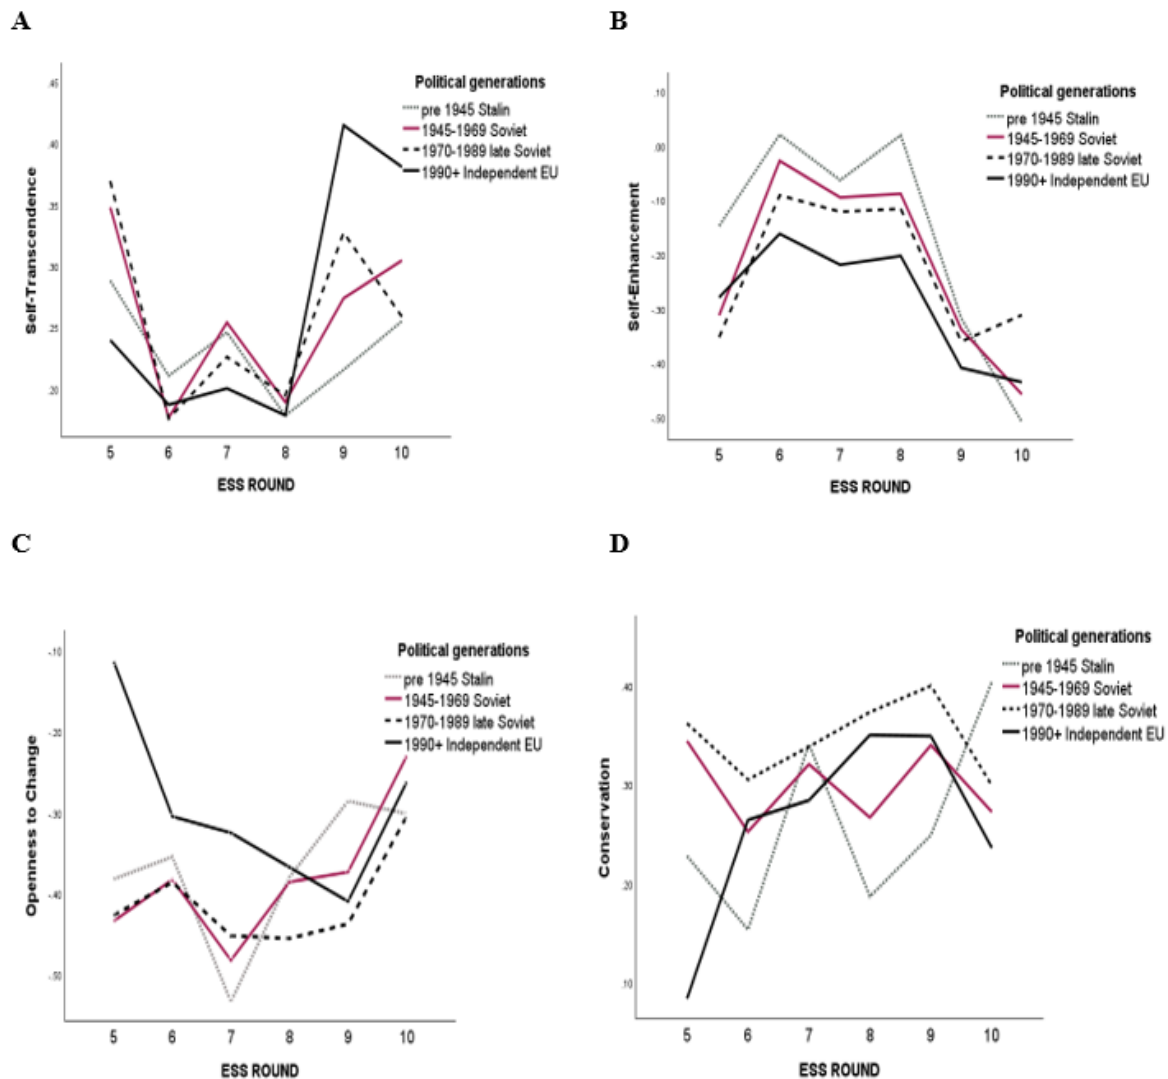 A
Self-Transcendence
.45
.40
.35
.30
.25
.20
5 6 7 8 9 10
ESS ROUND
Political generations
pre 1945 Stalin
1945-1969 Soviet
1970-1989 late Soviet
1990+ Independent EU
B
Self-Enhancement
.10
.00
-.10
-.20
-.30
-.40
-.50
5 6 7 8 9 10
ESS ROUND
Political generations
pre 1945 Stalin
1945-1969 Soviet
1970-1989 late Soviet
1990+ Independent EU
C
Openness to Change
-.10
-.20
-.30
-.40
-.50
5 6 7 8 9 10
ESS ROUND
Political generations
pre 1945 Stalin
1945-1969 Soviet
1970-1989 late Soviet
1990+ Independent EU
D
Conservation
.40
.30
.20
.10
5 6 7 8 9 10
ESS ROUND
Political generations
pre 1945 Stalin
1945-1969 Soviet
1970-1989 late Soviet
1990+ Independent EU